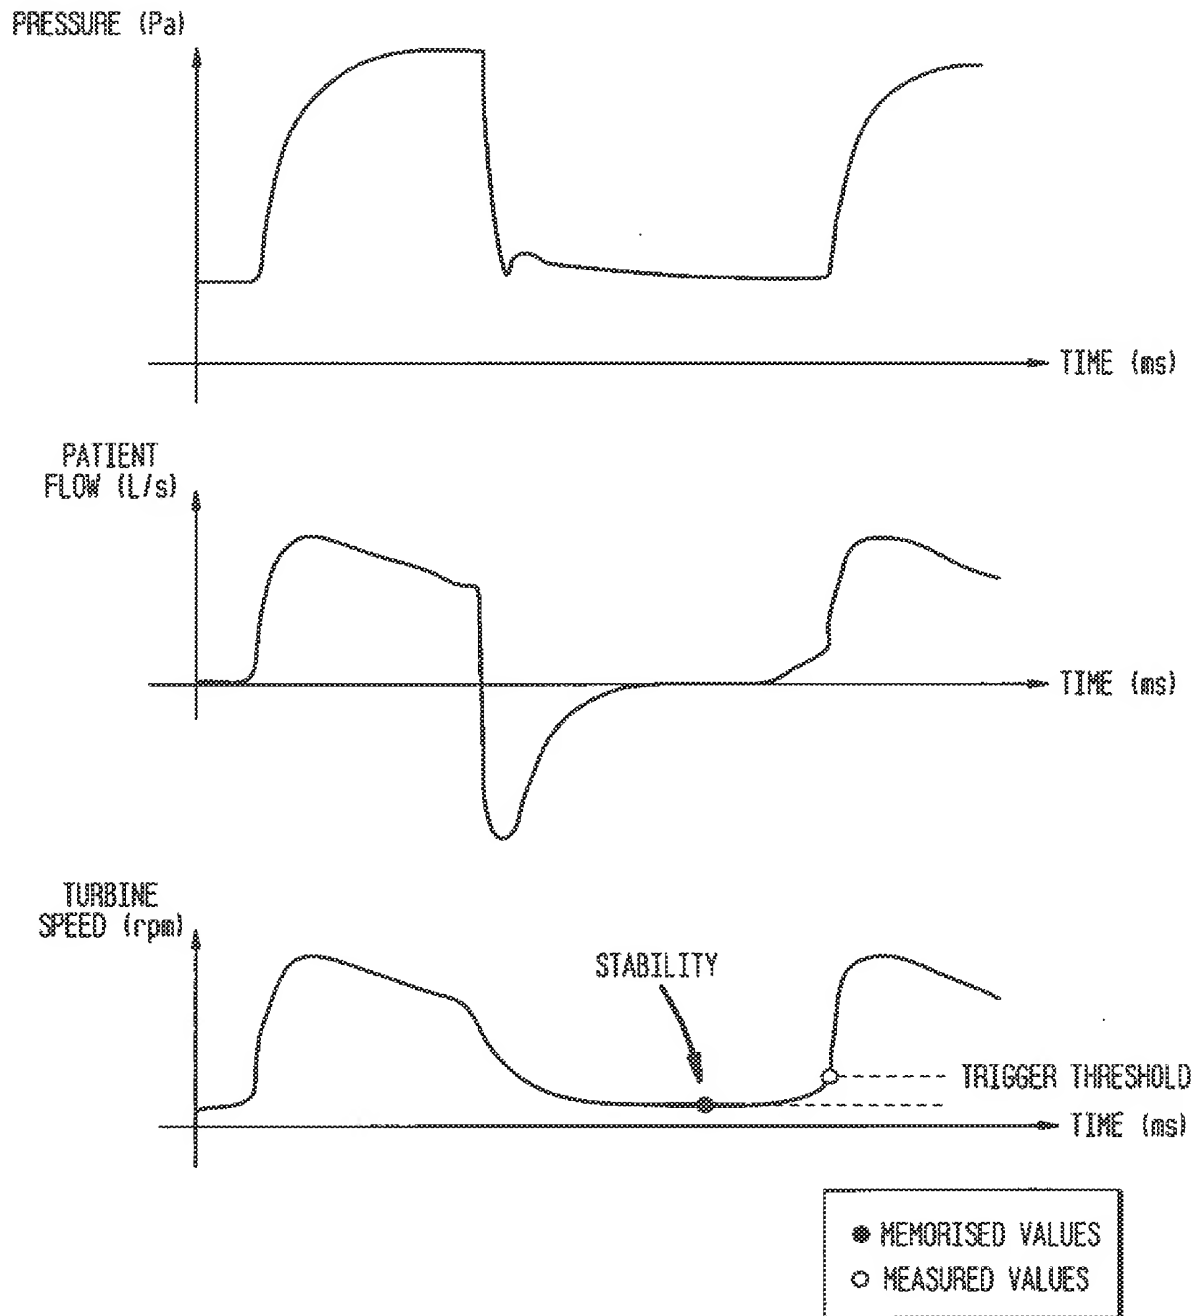 PRESSURE (Pa)
TIME (ms)
PATIENT
FLOW (L/s)
TIME (ms)
TURBINE
SPEED (rpm)
STABILITY
TRIGGER THRESHOLD
TIME (ms)
● MEMORISED VALUES
○ MEASURED VALUES